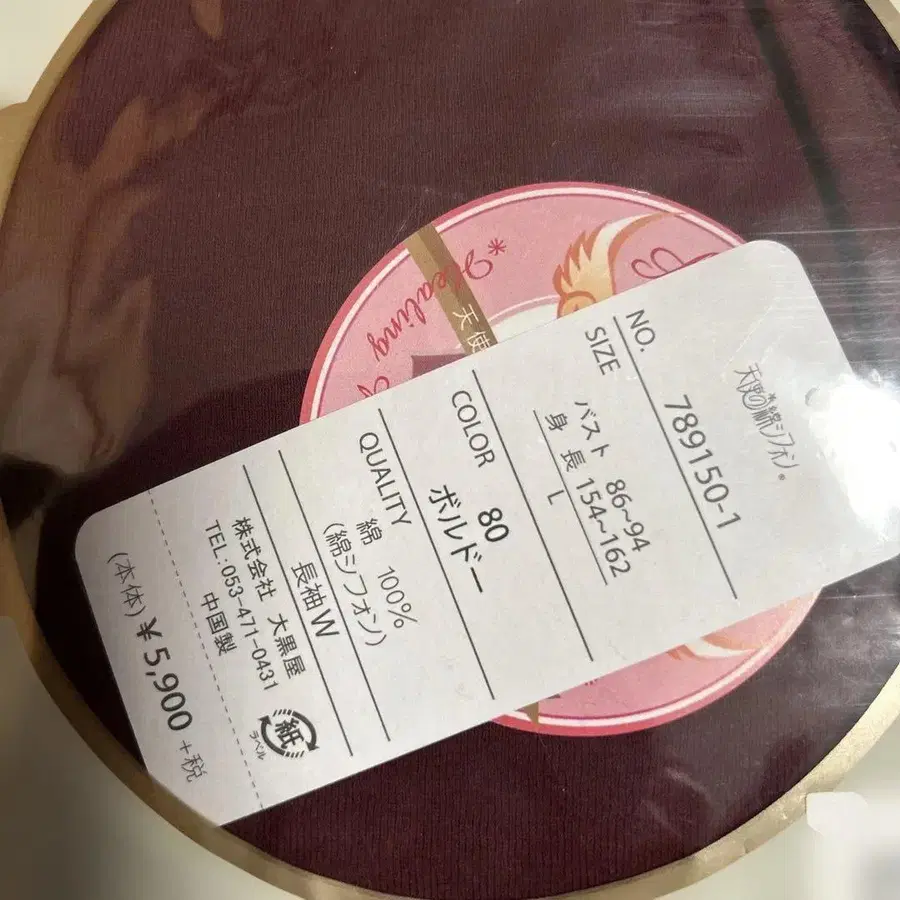 天使の綿シフォン®
NO.
789150-1
SIZE
バスト 86~94
身長 154~162
L
COLOR
80
ボルドー
QUALITY
綿 100%
(綿シフォン)
長袖W
株式会社 大黒屋
TEL:053-471-0431
中国製
紙
ラベル
(本体)¥5,900+税
*Healing
天使